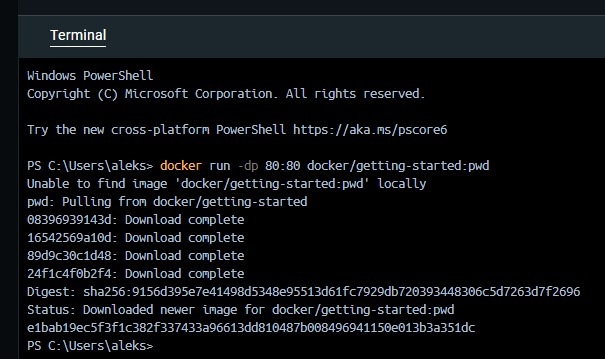 Terminal
Windows PowerShell
Copyright (C) Microsoft Corporation. All rights reserved.
Try the new cross-platform PowerShell https://aka.ms/pscore6
PS C:\Users\aleks> docker run -dp 80:80 docker/getting-started:pwd
Unable to find image 'docker/getting-started:pwd' locally
pwd: Pulling from docker/getting-started
08396939143d: Download complete
16542569a10d: Download complete
89d9c30c1d48: Download complete
24f1c4f0b2f4: Download complete
Digest: sha256:9156d395e7e41498d5348e95513d61fc7929db720393448306c5d7263d7f2696
Status: Downloaded newer image for docker/getting-started:pwd
e1bab19ec5f3f1c382f337433a96613dd810487b008496941150e013b3a351dc
PS C:\Users\aleks>